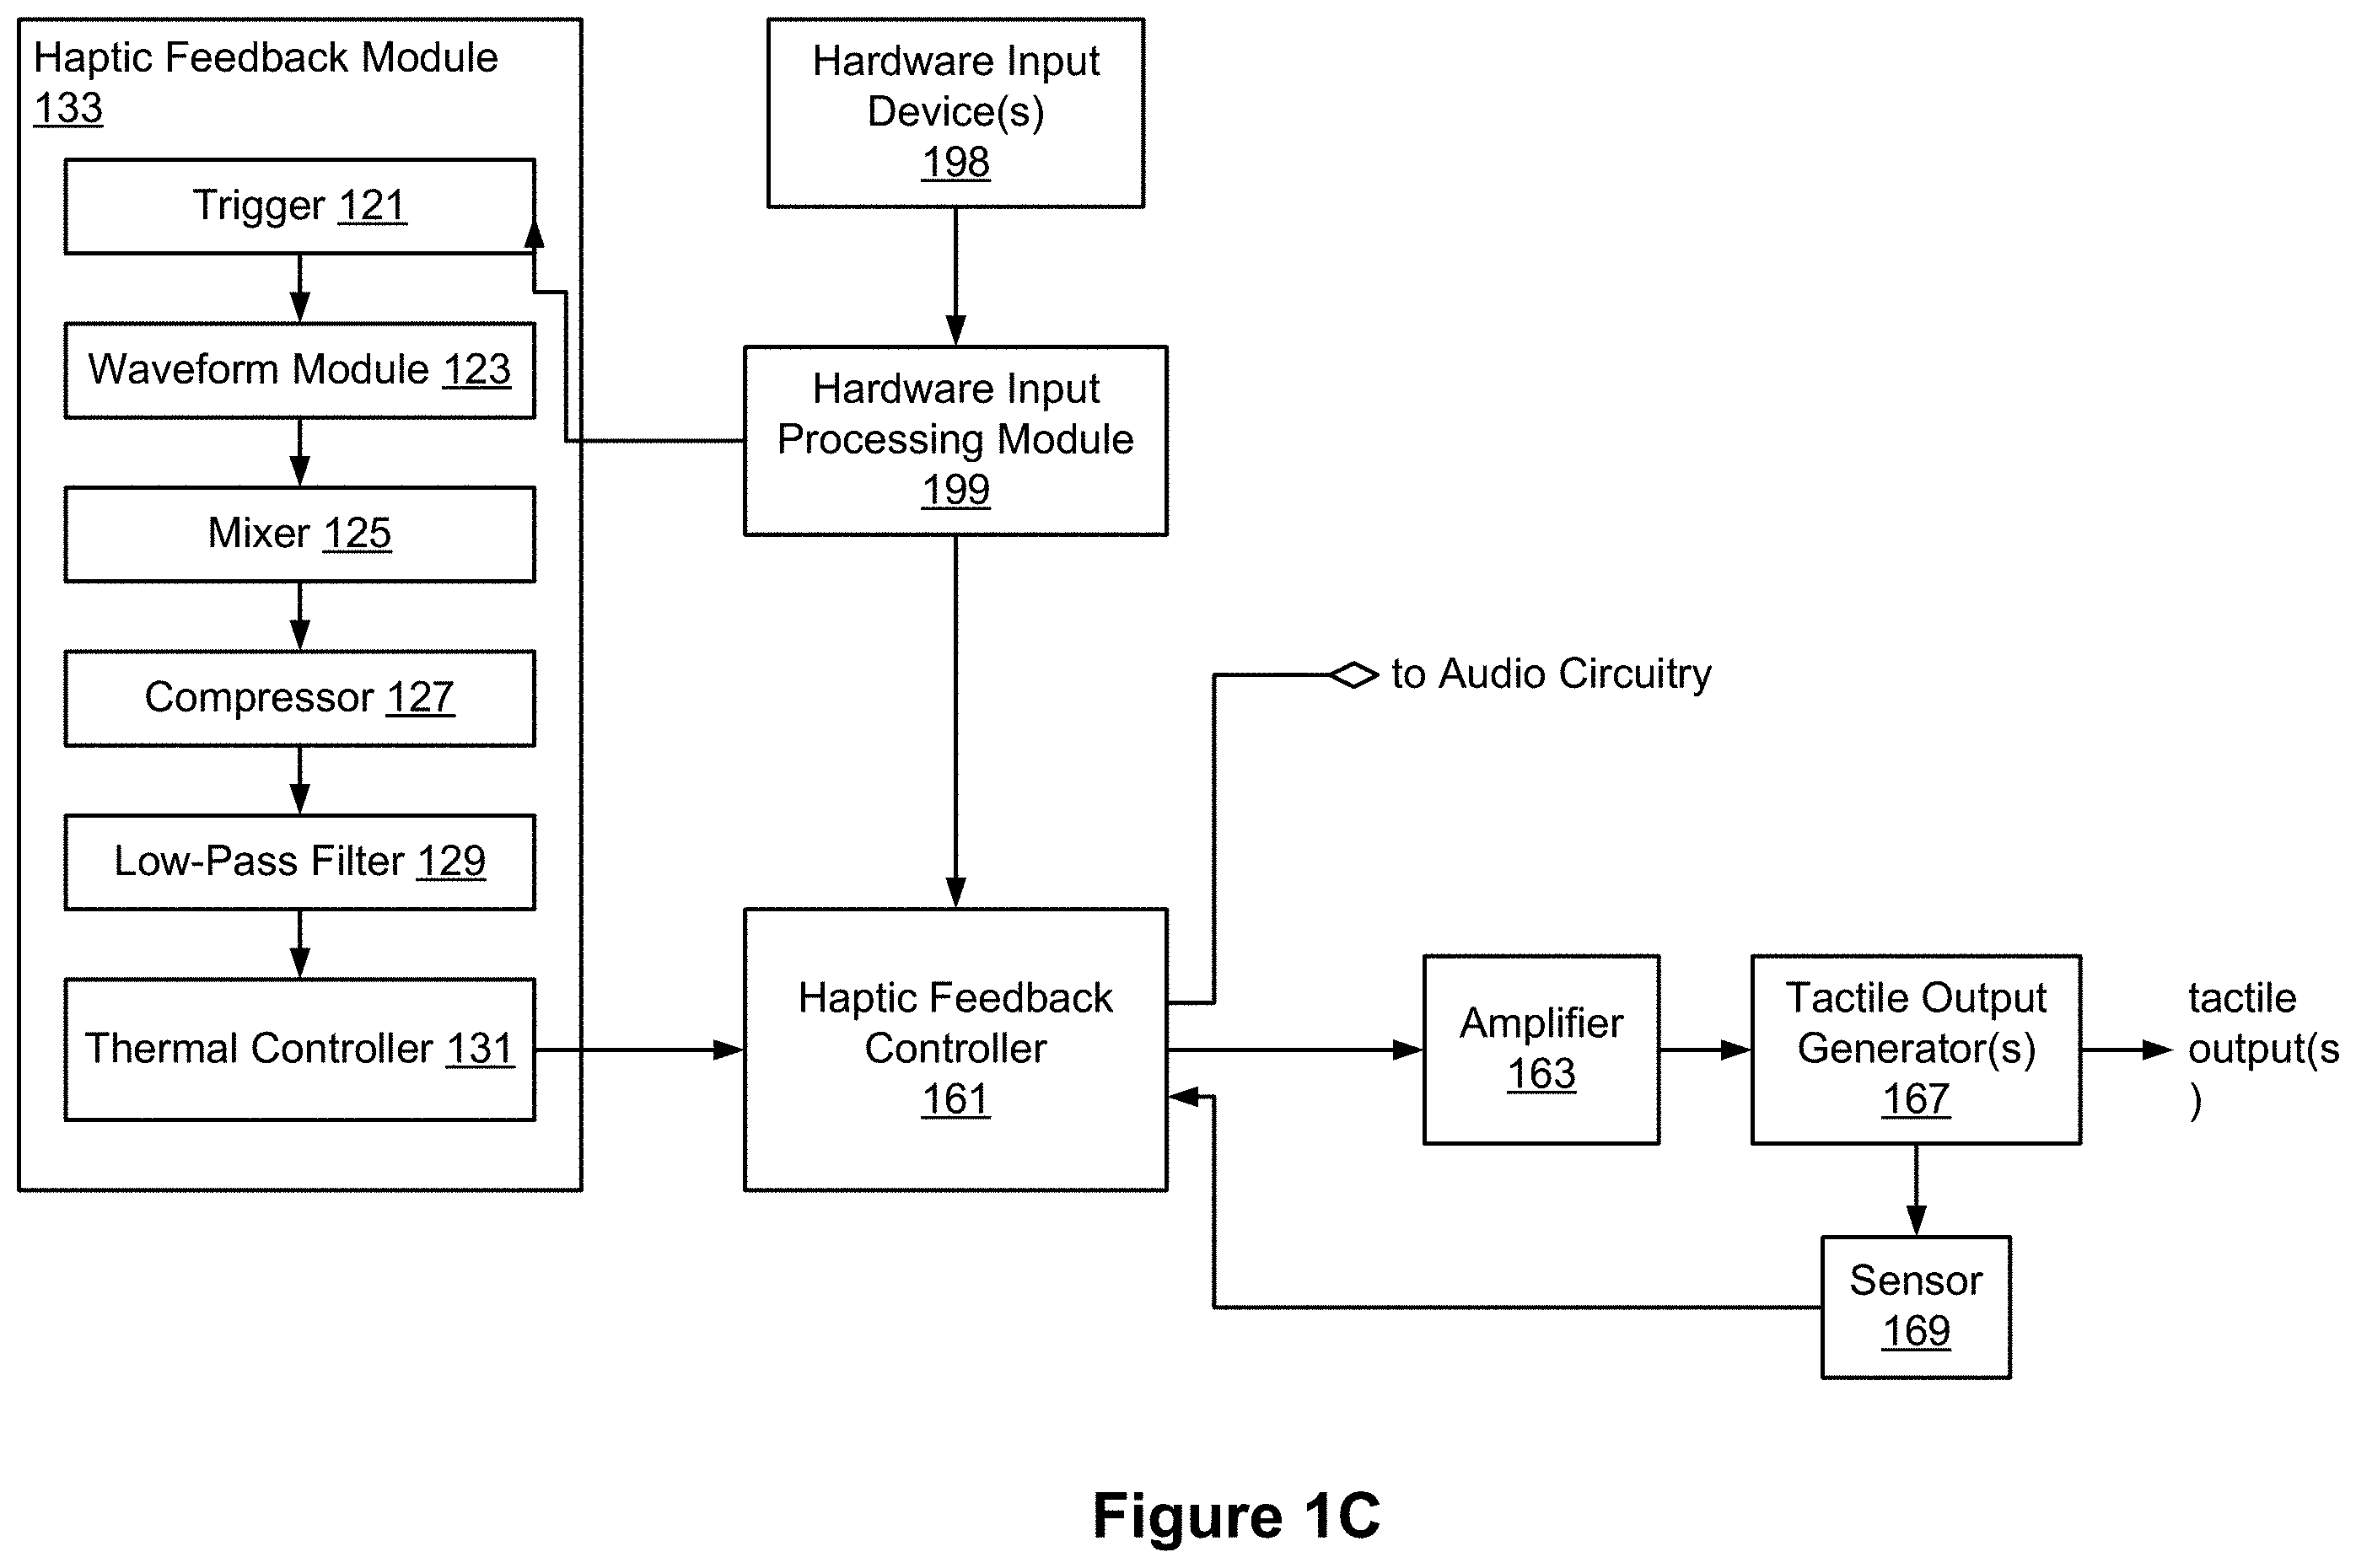 Haptic Feedback Module
133
Trigger 121
Waveform Module 123
Mixer 125
Compressor 127
Low-Pass Filter 129
Thermal Controller 131
Hardware Input
Device(s)
198
Hardware Input
Processing Module
199
to Audio Circuitry
Haptic Feedback
Controller
161
Amplifier
163
Tactile Output
Generator(s)
167
tactile
output(s
)
Sensor
169
Figure 1C